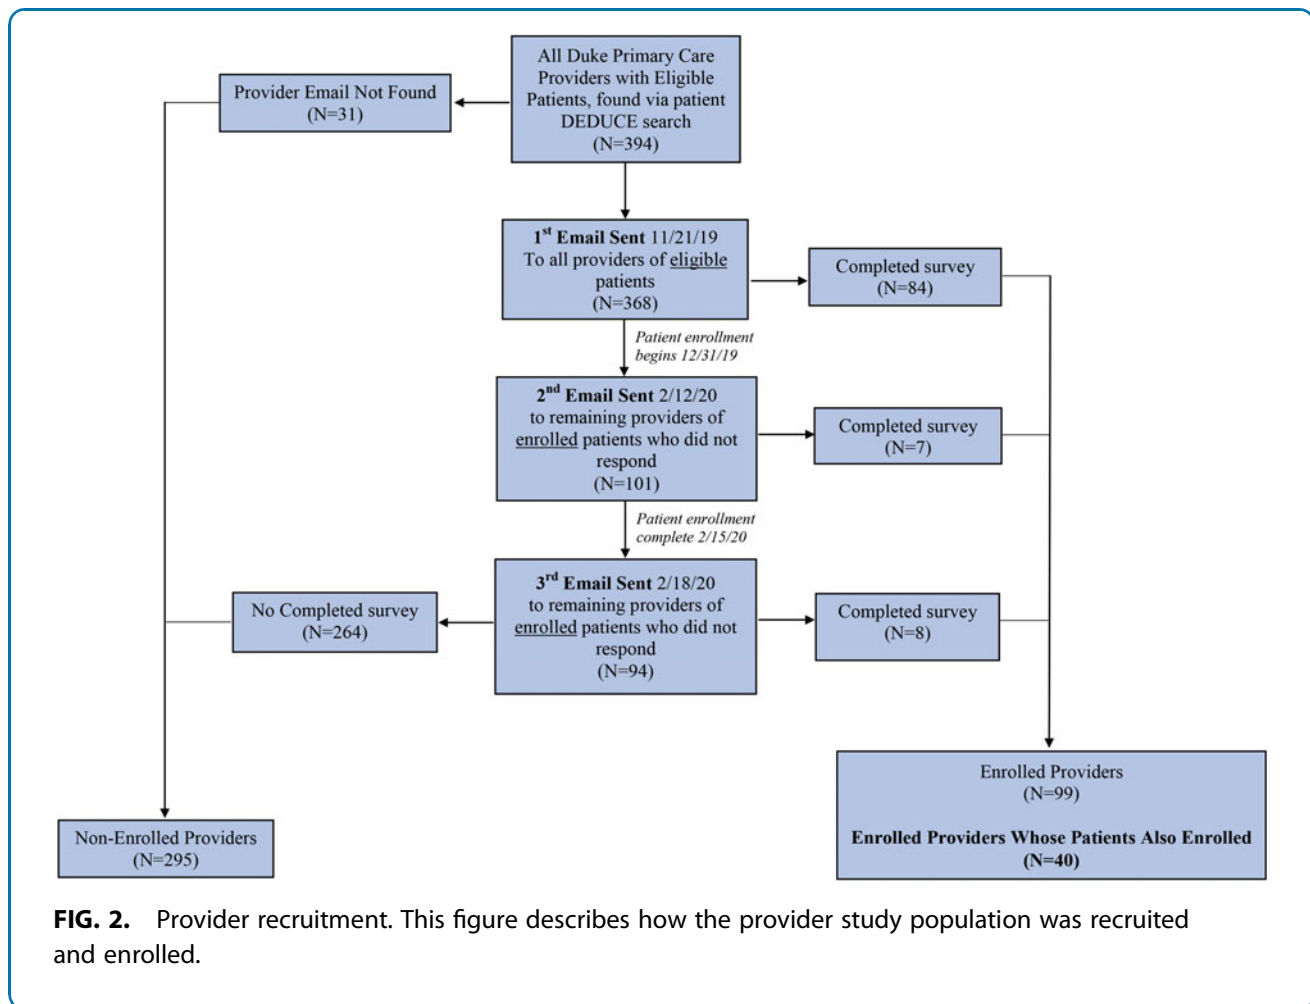 All Duke Primary Care
Providers with Eligible
Patients, found via patient
DEDUCE search
(N=394)
Provider Email Not Found
(N=31)
1st Email Sent 11/21/19
To all providers of eligible
patients
(N=368)
Completed survey
(N=84)
Patient enrollment
begins 12/31/19
2nd Email Sent 2/12/20
to remaining providers of
enrolled patients who did not
respond
(N=101)
Completed survey
(N=7)
Patient enrollment
complete 2/15/20
3rd Email Sent 2/18/20
to remaining providers of
enrolled patients who did not
respond
(N=94)
No Completed survey
(N=264)
Completed survey
(N=8)
Enrolled Providers
(N=99)
Enrolled Providers Whose Patients Also Enrolled
(N=40)
Non-Enrolled Providers
(N=295)
FIG. 2. Provider recruitment. This figure describes how the provider study population was recruited
and enrolled.